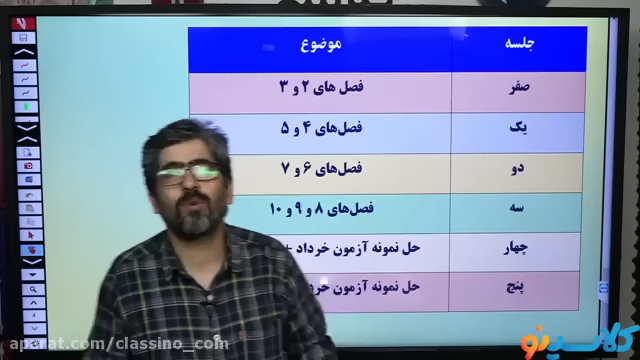 جلسه موضوع
صفر فصل های ۲ و ۳
یک فصل‌های ۴ و ۵
دو فصل‌های ۶ و ۷
سه فصل‌های ۸ و ۹ و ۱۰
چهار حل نمونه آزمون خرداد +
پنج حل نمونه آزمون
aparat.com/classino_com
کلاسینو